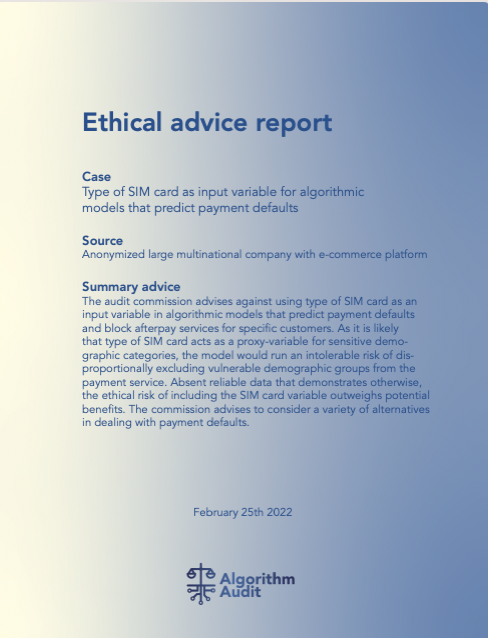 Ethical advice report
Case
Type of SIM card as input variable for algorithmic
models that predict payment defaults
Source
Anonymized large multinational company with e-commerce platform
Summary advice
The audit commission advises against using type of SIM card as an
input variable in algorithmic models that predict payment defaults
and block afterpay services for specific customers. As it is likely
that type of SIM card acts as a proxy-variable for sensitive demo-
graphic categories, the model would run an intolerable risk of dis-
proportionally excluding vulnerable demographic groups from the
payment service. Absent reliable data that demonstrates otherwise,
the ethical risk of including the SIM card variable outweighs potential
benefits. The commission advises to consider a variety of alternatives
in dealing with payment defaults.
February 25th 2022
Algorithm
Audit